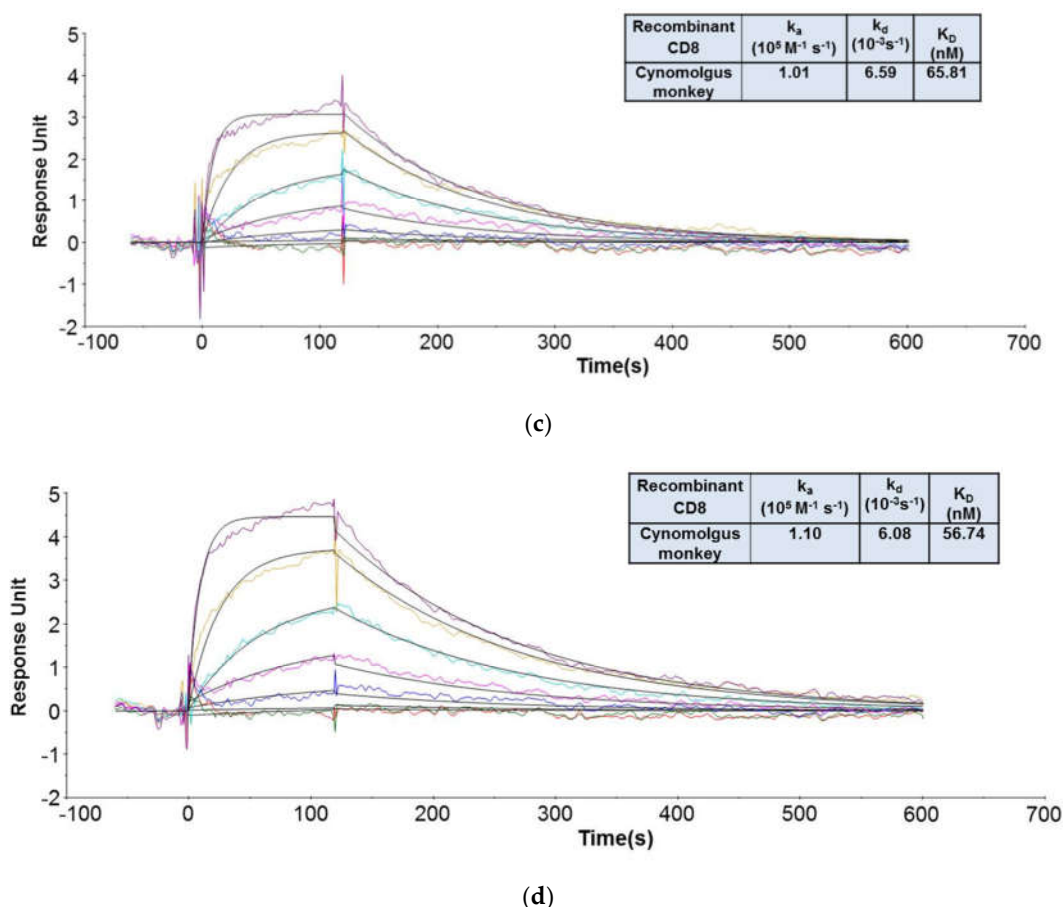 Recombinant CD8 ka (10⁵ M⁻¹ s⁻¹) kd (10⁻³s⁻¹) KD (nM)
Cynomolgus monkey 1.01 6.59 65.81
Response Unit
5
4
3
2
1
0
-1
-2
-100 0 100 200 300 400 500 600 700
Time(s)
(c)
Recombinant CD8 ka (10⁵ M⁻¹ s⁻¹) kd (10⁻³s⁻¹) KD (nM)
Cynomolgus monkey 1.10 6.08 56.74
Response Unit
5
4
3
2
1
0
-1
-2
-100 0 100 200 300 400 500 600 700
Time(s)
(d)